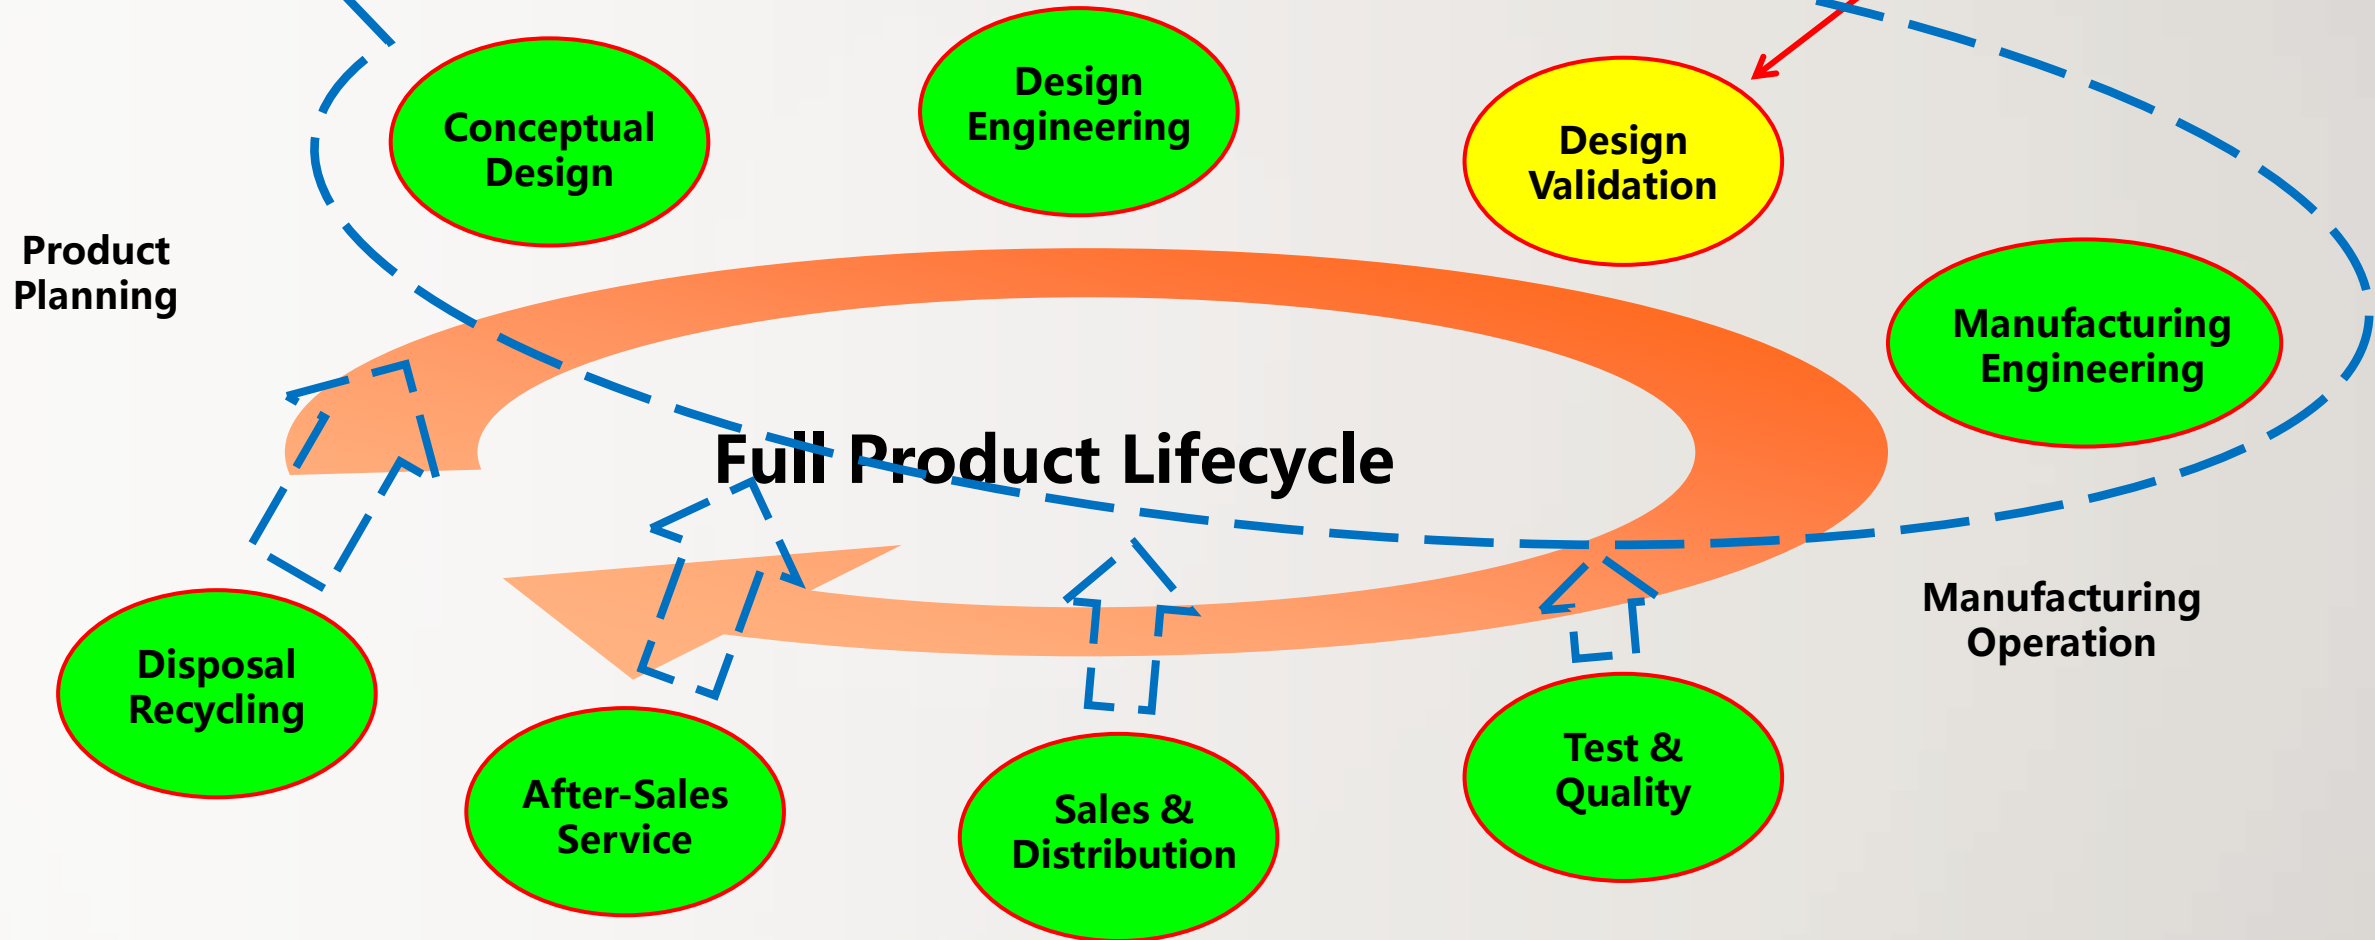 Conceptual
Design
Design
Engineering
Design
Validation
Product
Planning
Manufacturing
Engineering
Full Product Lifecycle
Manufacturing
Operation
Disposal
Recycling
After-Sales
Service
Sales &
Distribution
Test &
Quality